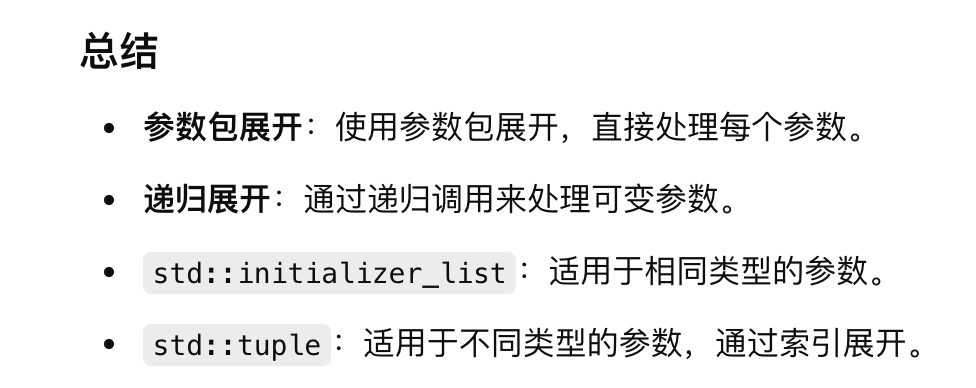 总结
• 参数包展开：使用参数包展开，直接处理每个参数。
• 递归展开：通过递归调用来处理可变参数。
• std::initializer_list：适用于相同类型的参数。
• std::tuple：适用于不同类型的参数，通过索引展开。